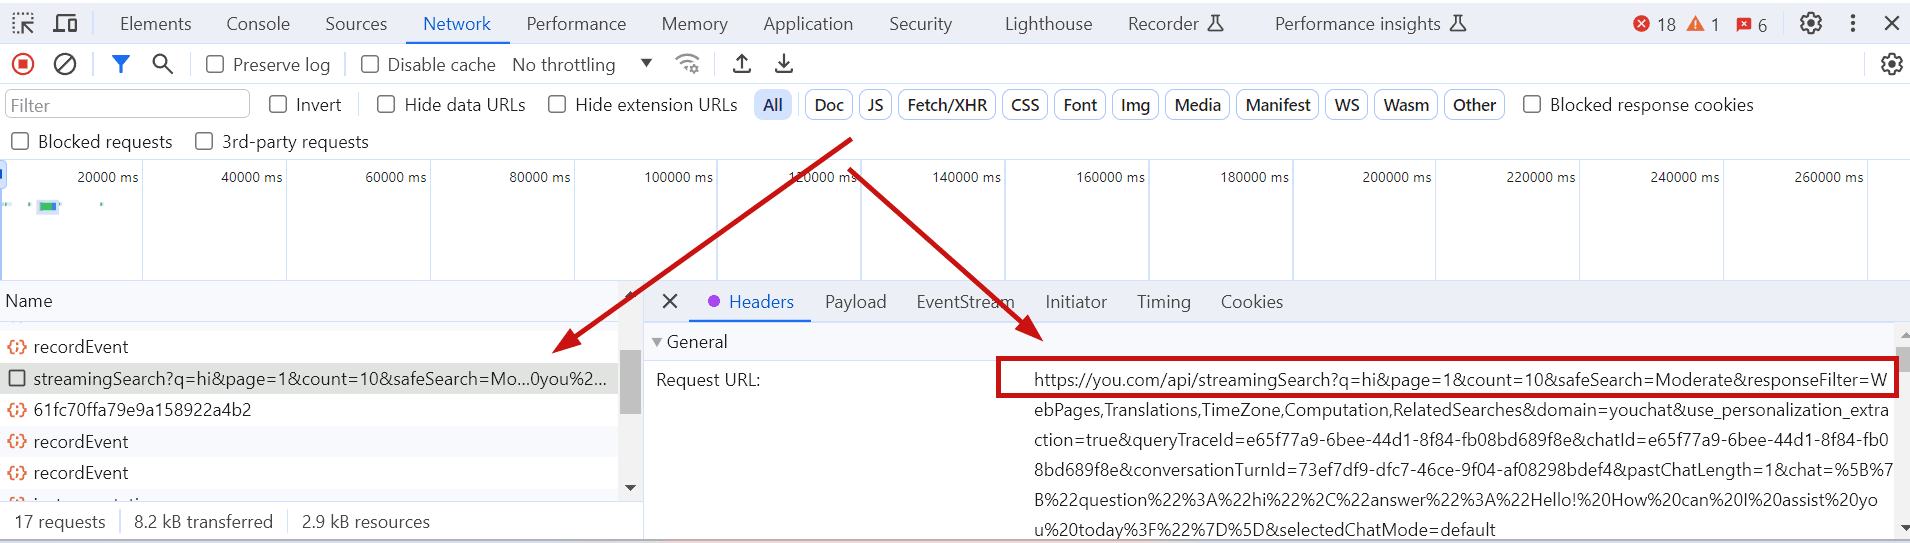 Elements Console Sources Network Performance Memory Application Security Lighthouse Recorder Performance insights 18 1 6
Preserve log Disable cache No throttling
Filter Invert Hide data URLs Hide extension URLs All Doc JS Fetch/XHR CSS Font Img Media Manifest WS Wasm Other Blocked response cookies
Blocked requests 3rd-party requests
20000 ms 40000 ms 60000 ms 80000 ms 100000 ms 120000 ms 140000 ms 160000 ms 180000 ms 200000 ms 220000 ms 240000 ms 260000 ms
Name
recordEvent
streamingSearch?q=hi&page=1&count=10&safeSearch=Mo...0you%2...
61fc70ffa79e9a158922a4b2
recordEvent
recordEvent
17 requests 8.2 kB transferred 2.9 kB resources
Headers Payload EventStream Initiator Timing Cookies
General
Request URL: https://you.com/api/streamingSearch?q=hi&page=1&count=10&safeSearch=Moderate&responseFilter=W
ebPages,Translations,TimeZone,Computation,RelatedSearches&domain=youchat&use_personalization_extra
ction=true&queryTraceId=e65f77a9-6bee-44d1-8f84-fb08bd689f8e&chatId=e65f77a9-6bee-44d1-8f84-fb0
8bd689f8e&conversationTurnId=73ef7df9-dfc7-46ce-9f04-af08298bdef4&pastChatLength=1&chat=%5B%7
B%22question%22%3A%22hi%22%2C%22answer%22%3A%22Hello!%20How%20can%20I%20assist%20yo
u%20today%3F%22%7D%5D&selectedChatMode=default